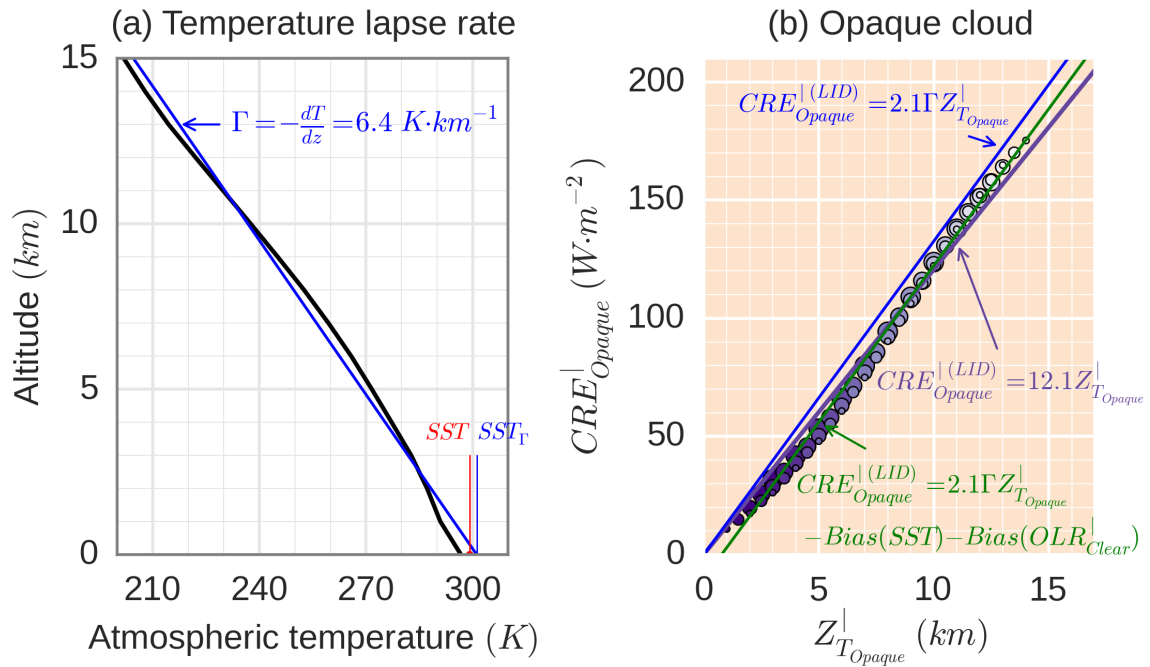 (a) Temperature lapse rate
(b) Opaque cloud
15
10
5
0
Altitude (km)
Γ = −dT/dz = 6.4 K·km⁻¹
SST
SST_Γ
210
240
270
300
Atmospheric temperature (K)
200
150
100
50
0
CRE|_Opaque (W·m⁻²)
CRE|(LID)_Opaque = 2.1ΓZ|_T_Opaque
CRE|(LID)_Opaque = 12.1Z|_T_Opaque
CRE|(LID)_Opaque = 2.1ΓZ|_T_Opaque
−Bias(SST)−Bias(OLR|_Clear)
0
5
10
15
Z|_T_Opaque (km)